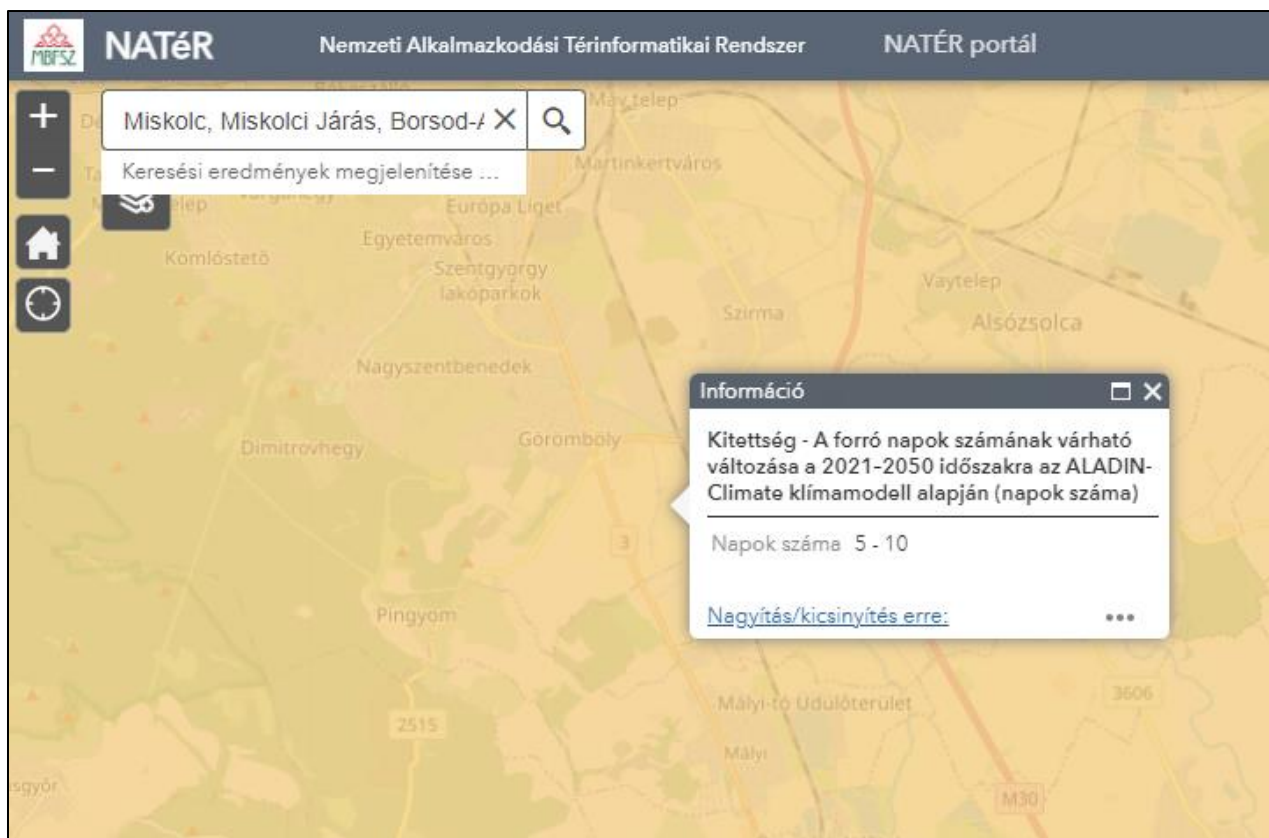 MBFSZ
NATéR
Nemzeti Alkalmazkodási Térinformatikai Rendszer
NATÉR portál
+
Miskolc, Miskolci Járás, Borsod-A
Keresési eredmények megjelenítése ...
−
Martinkertváros
Európa Liget
Egyetemváros
Komlóstető
Szentgyörgy
lakóparkok
Vaytelep
Szirma
Alsózsolca
Nagyszentbenedek
Információ
Kitettség - A forró napok számának várható
változása a 2021-2050 időszakra az ALADIN-
Climate klímamodell alapján (napok száma)
Napok száma 5 - 10
Nagyítás/kicsinyítés erre:
Dimitrovhegy
Görömböly
3
Pingyom
2515
Mályi-tó Üdülőterület
3606
Mályi
M30